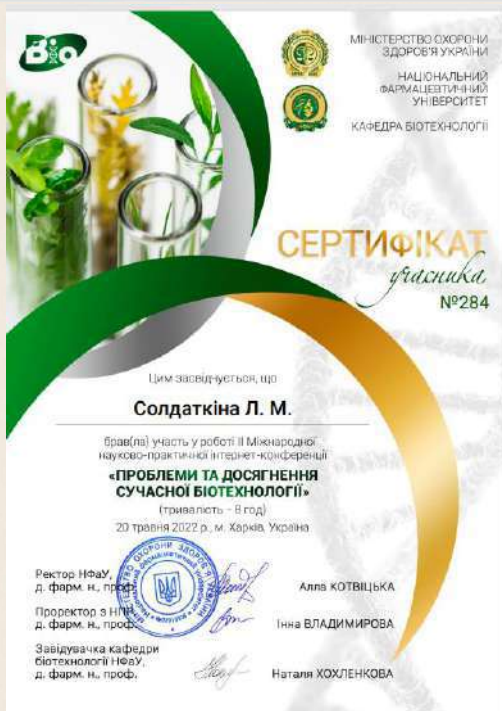 Био
МІНІСТЕРСТВО ОХОРОНИ
ЗДОРОВ'Я УКРАЇНИ
НАЦІОНАЛЬНИЙ
ФАРМАЦЕВТИЧНИЙ
УНІВЕРСИТЕТ
КАФЕДРА БІОТЕХНОЛОГІЇ
СЕРТИФІКАТ
учасника
№284
Цим засвідчується, що
Солдаткіна Л. М.
брав(ла) участь у роботі ІІ Міжнародної
науково-практичної інтернет-конференції
«ПРОБЛЕМИ ТА ДОСЯГНЕННЯ
СУЧАСНОЇ БІОТЕХНОЛОГІЇ»
(тривалість - 8 год)
20 травня 2022 р., м. Харків, Україна
Ректор НФаУ,
д. фарм. н., проф.
Алла КОТВІЦЬКА
Проректор з НПР,
д. фарм. н., проф.
Інна ВЛАДИМИРОВА
Завідувачка кафедри
біотехнології НФаУ,
д. фарм. н., проф.
Наталя ХОХЛЕНКОВА